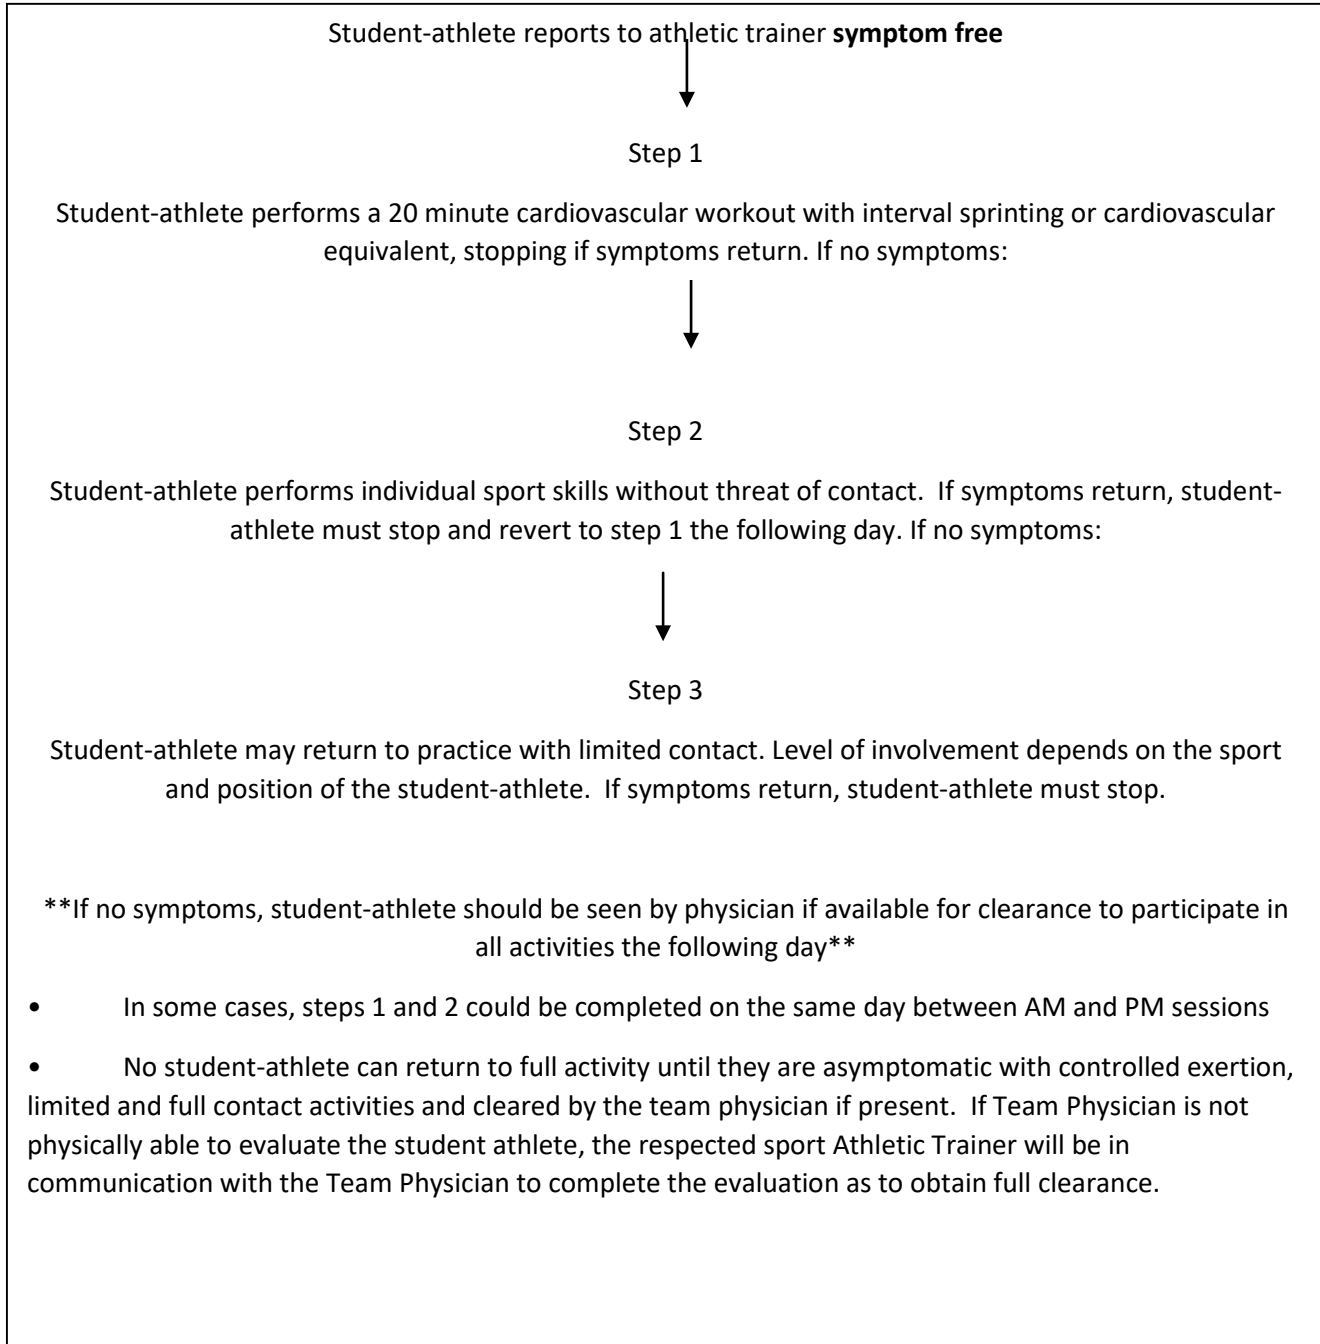 Student-athlete reports to athletic trainer symptom free
Step 1
Student-athlete performs a 20 minute cardiovascular workout with interval sprinting or cardiovascular
equivalent, stopping if symptoms return. If no symptoms:
Step 2
Student-athlete performs individual sport skills without threat of contact.  If symptoms return, student-
athlete must stop and revert to step 1 the following day. If no symptoms:
Step 3
Student-athlete may return to practice with limited contact. Level of involvement depends on the sport
and position of the student-athlete.  If symptoms return, student-athlete must stop.
**If no symptoms, student-athlete should be seen by physician if available for clearance to participate in
all activities the following day**
• In some cases, steps 1 and 2 could be completed on the same day between AM and PM sessions
• No student-athlete can return to full activity until they are asymptomatic with controlled exertion,
limited and full contact activities and cleared by the team physician if present.  If Team Physician is not
physically able to evaluate the student athlete, the respected sport Athletic Trainer will be in
communication with the Team Physician to complete the evaluation as to obtain full clearance.